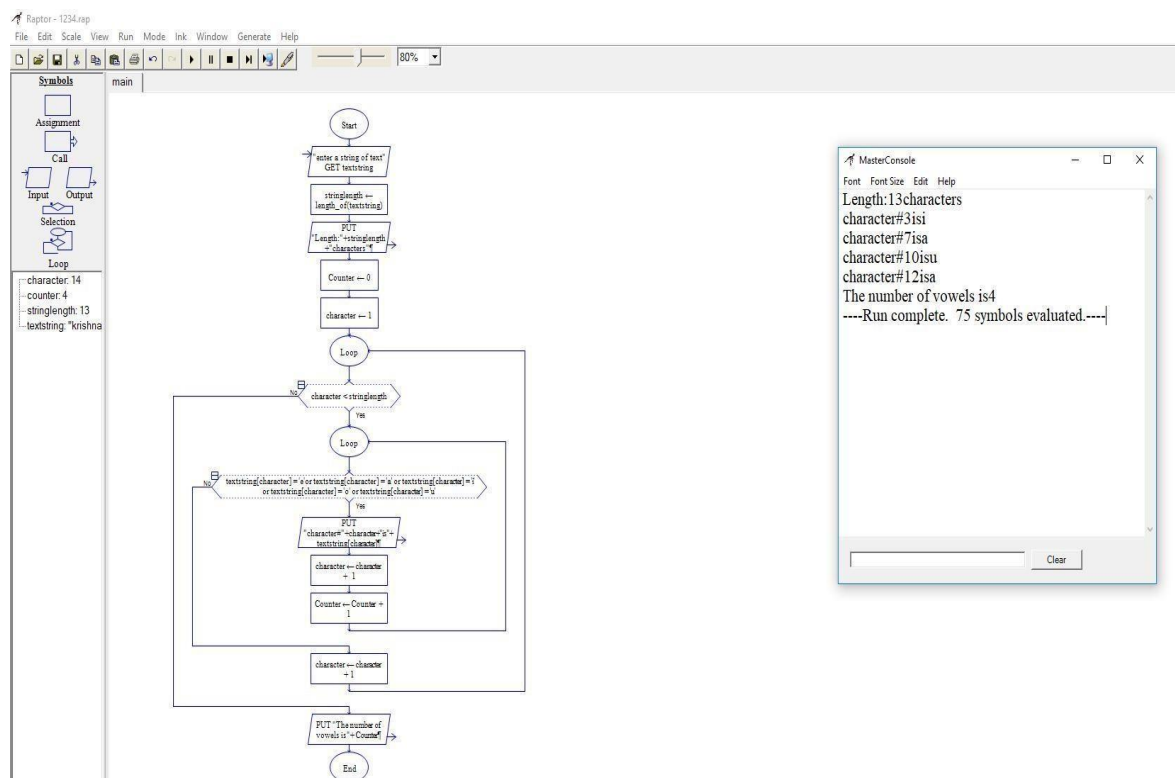 Raptor - 1234.rap
File Edit Scale View Run Mode Ink Window Generate Help
80%
Symbols
Assignment
Call
Input Output
Selection
Loop
character: 14
counter: 4
stringlength: 13
textstring: "krishna
main
Start
"enter a string of text"
GET textstring
stringlength ←
length_of(textstring)
PUT
"Length:"+stringlength
+"characters"¶
Counter ← 0
character ← 1
Loop
No
character < stringlength
Yes
Loop
No
textstring[character] = 'e' or textstring[character] = 'a' or textstring[character] = 'i'
or textstring[character] = 'o' or textstring[character] = 'u'
Yes
PUT
"character#"+character+"is"+
textstring[character]¶
character ← character
+ 1
Counter ← Counter +
1
character ← character
+ 1
PUT "The number of
vowels is"+Counter¶
End
MasterConsole
Font Font Size Edit Help
Length:13characters
character#3isi
character#7isa
character#10isu
character#12isa
The number of vowels is4
----Run complete. 75 symbols evaluated.----
Clear